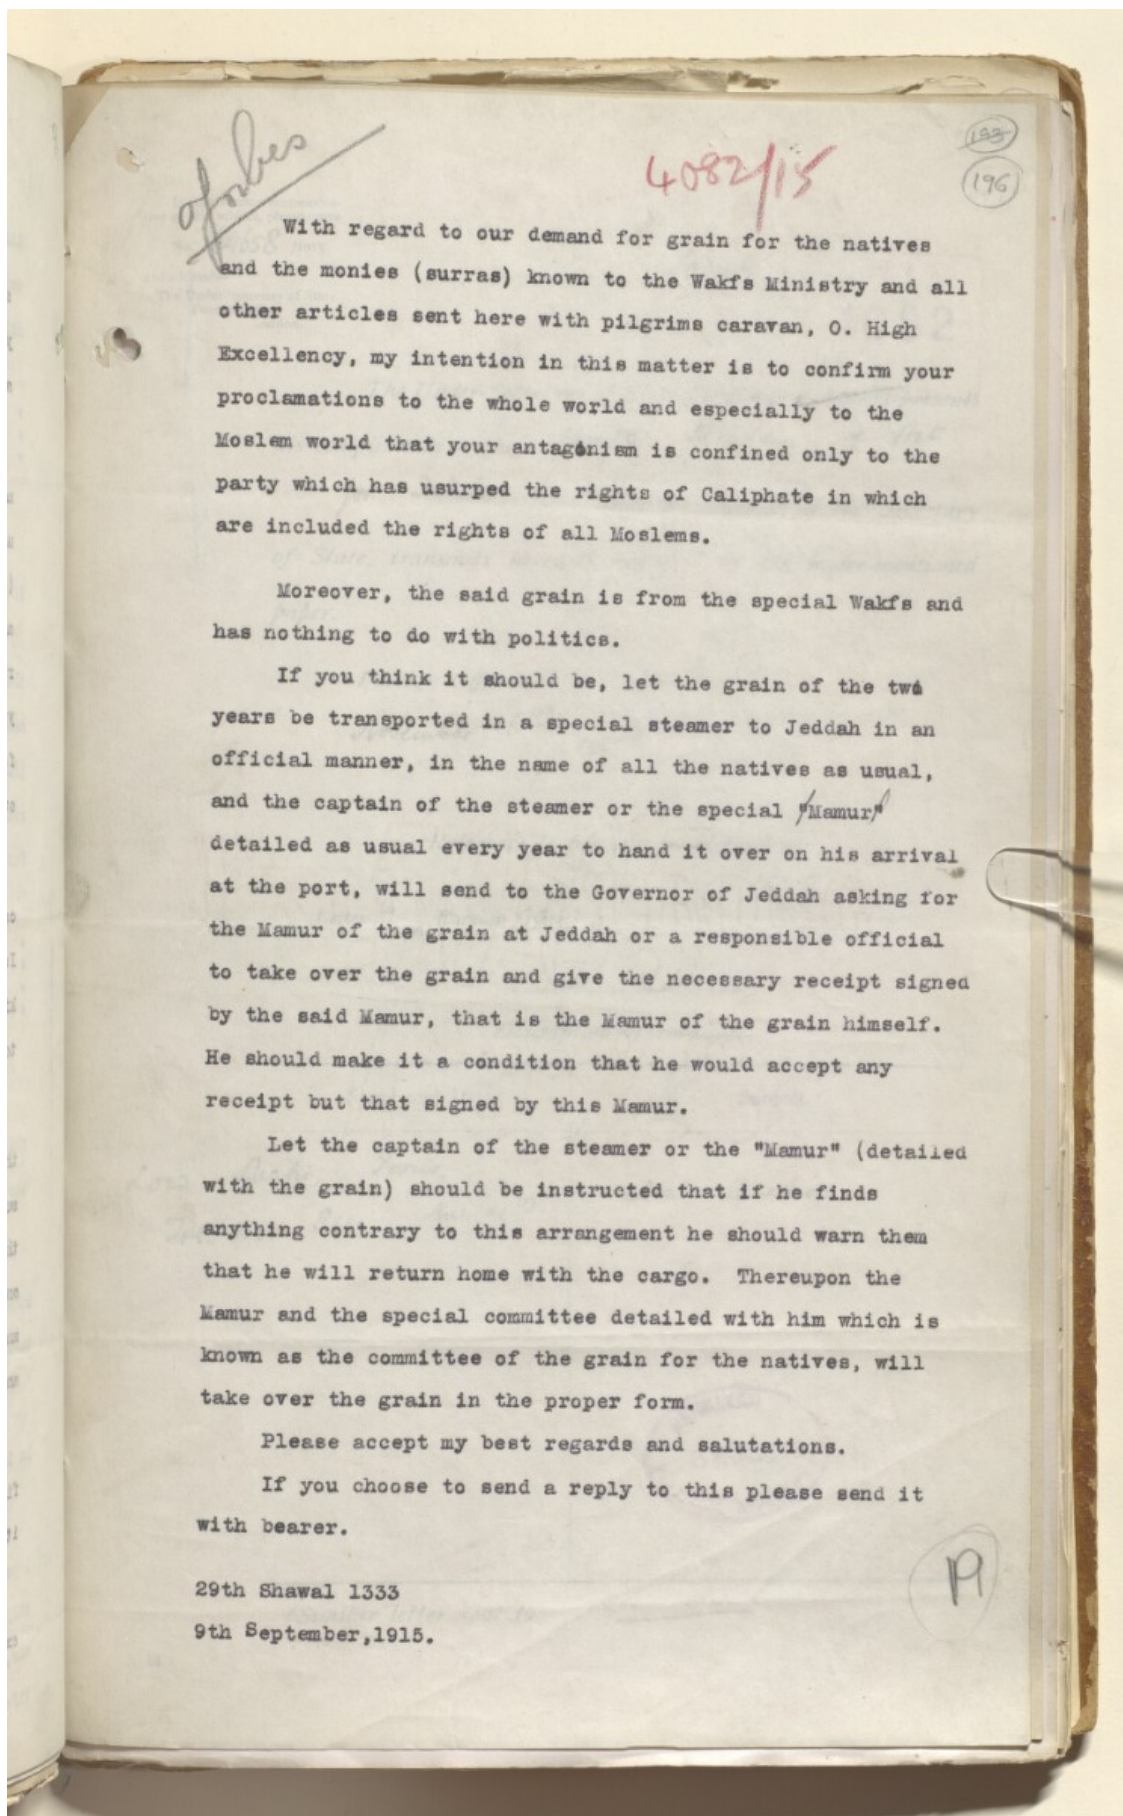 4082/15
193
196
With regard to our demand for grain for the natives
and the monies (surras) known to the Wakfs Ministry and all
other articles sent here with pilgrims caravan, O. High
Excellency, my intention in this matter is to confirm your
proclamations to the whole world and especially to the
Moslem world that your antagonism is confined only to the
party which has usurped the rights of Caliphate in which
are included the rights of all Moslems.
Moreover, the said grain is from the special Wakfs and
has nothing to do with politics.
If you think it should be, let the grain of the two
years be transported in a special steamer to Jeddah in an
official manner, in the name of all the natives as usual,
and the captain of the steamer or the special "Mamur"
detailed as usual every year to hand it over on his arrival
at the port, will send to the Governor of Jeddah asking for
the Mamur of the grain at Jeddah or a responsible official
to take over the grain and give the necessary receipt signed
by the said Mamur, that is the Mamur of the grain himself.
He should make it a condition that he would accept any
receipt but that signed by this Mamur.
Let the captain of the steamer or the "Mamur" (detailed
with the grain) should be instructed that if he finds
anything contrary to this arrangement he should warn them
that he will return home with the cargo. Thereupon the
Mamur and the special committee detailed with him which is
known as the committee of the grain for the natives, will
take over the grain in the proper form.
Please accept my best regards and salutations.
If you choose to send a reply to this please send it
with bearer.
29th Shawal 1333
9th September,1915.